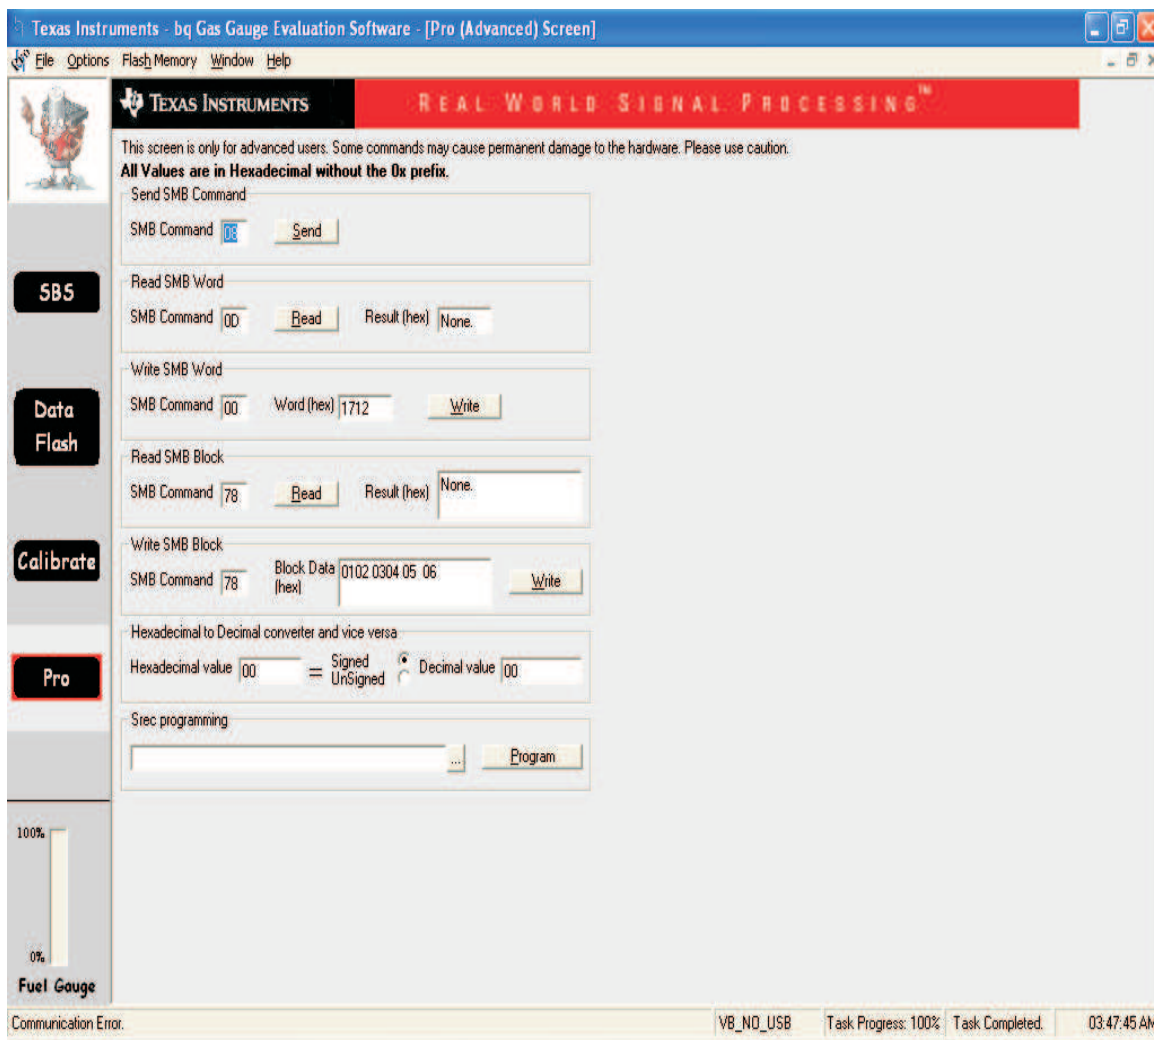 Texas Instruments - bq Gas Gauge Evaluation Software - [Pro (Advanced) Screen]
File Options Flash Memory Window Help
TEXAS INSTRUMENTS REAL WORLD SIGNAL PROCESSING™
This screen is only for advanced users. Some commands may cause permanent damage to the hardware. Please use caution.
All Values are in Hexadecimal without the 0x prefix.
Send SMB Command
SMB Command 08 Send
Read SMB Word
SMB Command 0D Read Result (hex) None.
Write SMB Word
SMB Command 00 Word (hex) 1712 Write
Read SMB Block
SMB Command 78 Read Result (hex) None.
Write SMB Block
SMB Command 78 Block Data (hex) 0102 0304 05 06 Write
Hexadecimal to Decimal converter and vice versa
Hexadecimal value 00 = Signed UnSigned Decimal value 00
Srec programming
... Program
SBS
Data
Flash
Calibrate
Pro
100%
0%
Fuel Gauge
Communication Error. VB_NO_USB Task Progress: 100% Task Completed. 03:47:45 AM